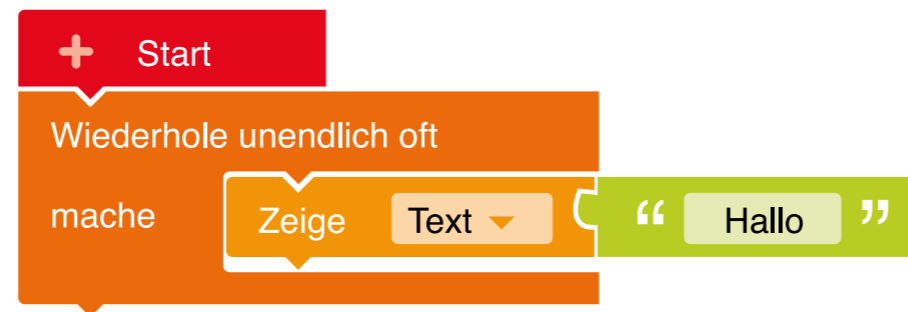 + Start
Wiederhole unendlich oft
mache Zeige Text “ Hallo ”